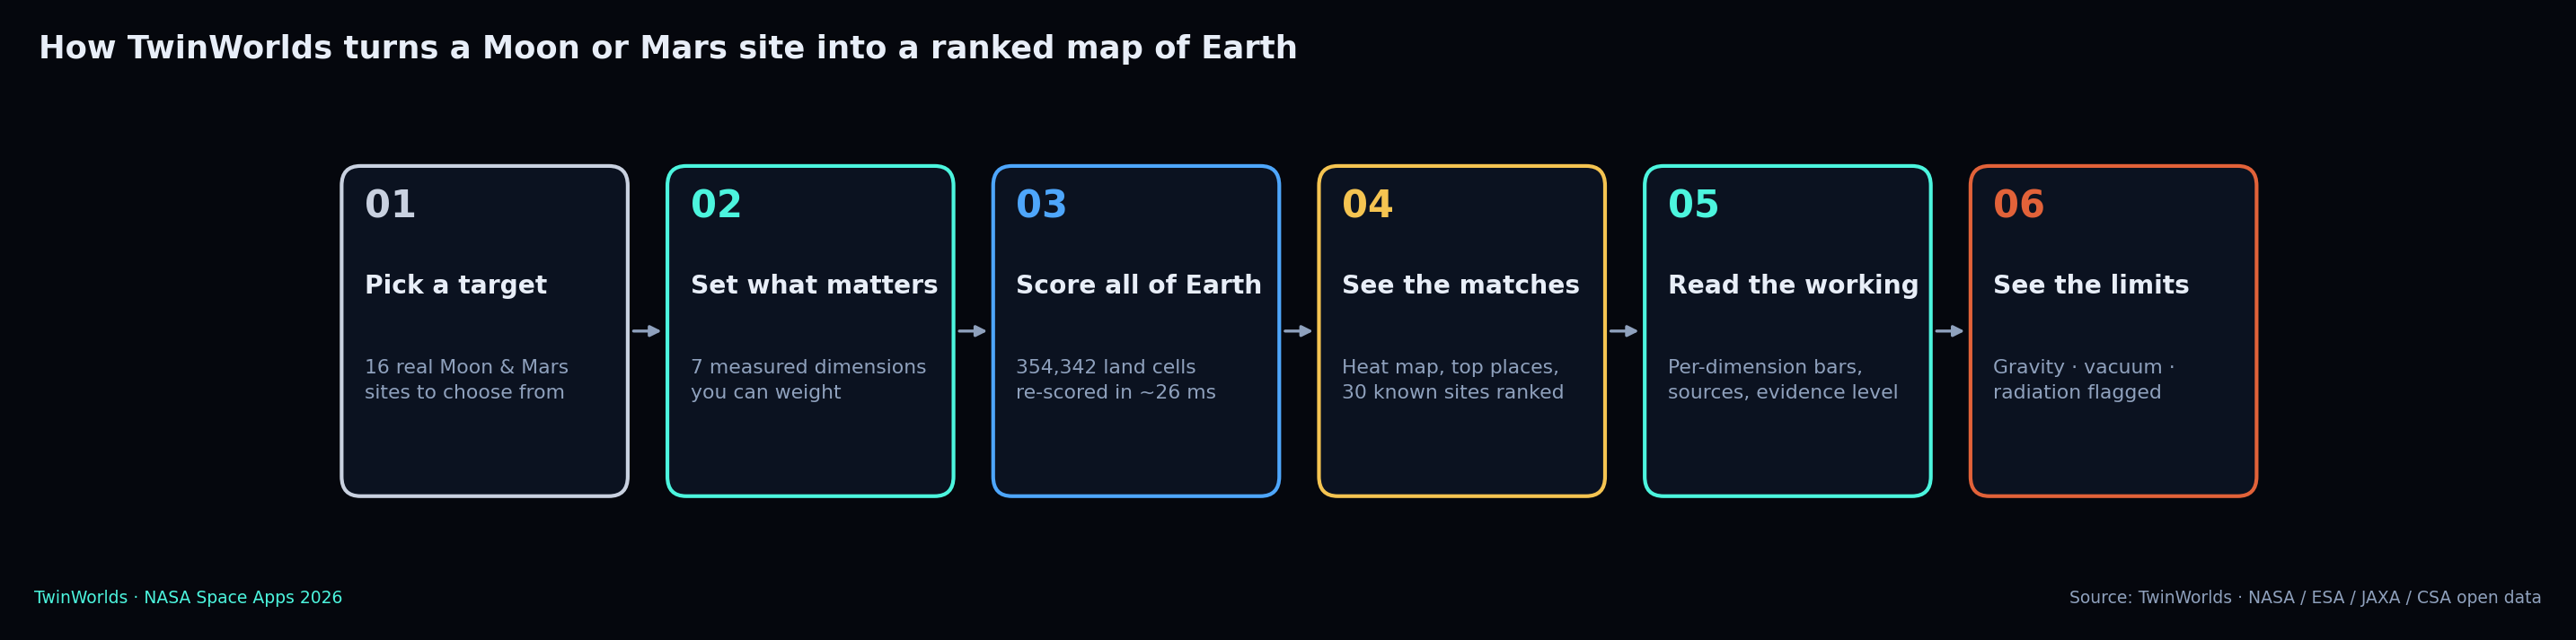 How TwinWorlds turns a Moon or Mars site into a ranked map of Earth
01
Pick a target
16 real Moon & Mars
sites to choose from
02
Set what matters
7 measured dimensions
you can weight
03
Score all of Earth
354,342 land cells
re-scored in ~26 ms
04
See the matches
Heat map, top places,
30 known sites ranked
05
Read the working
Per-dimension bars,
sources, evidence level
06
See the limits
Gravity · vacuum ·
radiation flagged
TwinWorlds · NASA Space Apps 2026
Source: TwinWorlds · NASA / ESA / JAXA / CSA open data